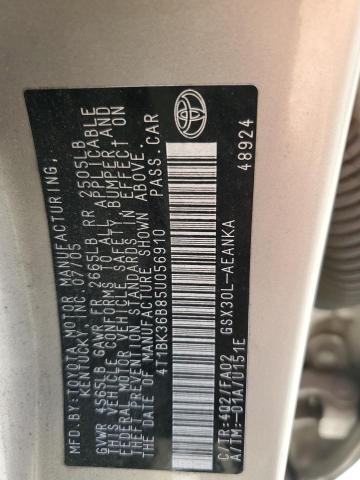 MFD.BY:TOYOTA MOTOR MANUFACTURING,
KENTUCKY, INC. 07/05
GVWR 4565LB GAWR FR 2665LB RR 2505LB
THIS VEHICLE CONFORMS TO ALL APPLICABLE
FEDERAL MOTOR VEHICLE SAFETY BUMPER AND
THEFT PREVENTION STANDARDS IN EFFECT ON
THE DATE OF MANUFACTURE SHOWN ABOVE.
4T1BK36B85U056910 PASS.CAR
C/TR:4Q2/FA02 GSX30L-AEANKA
A/TM:-01A/U151E 48924